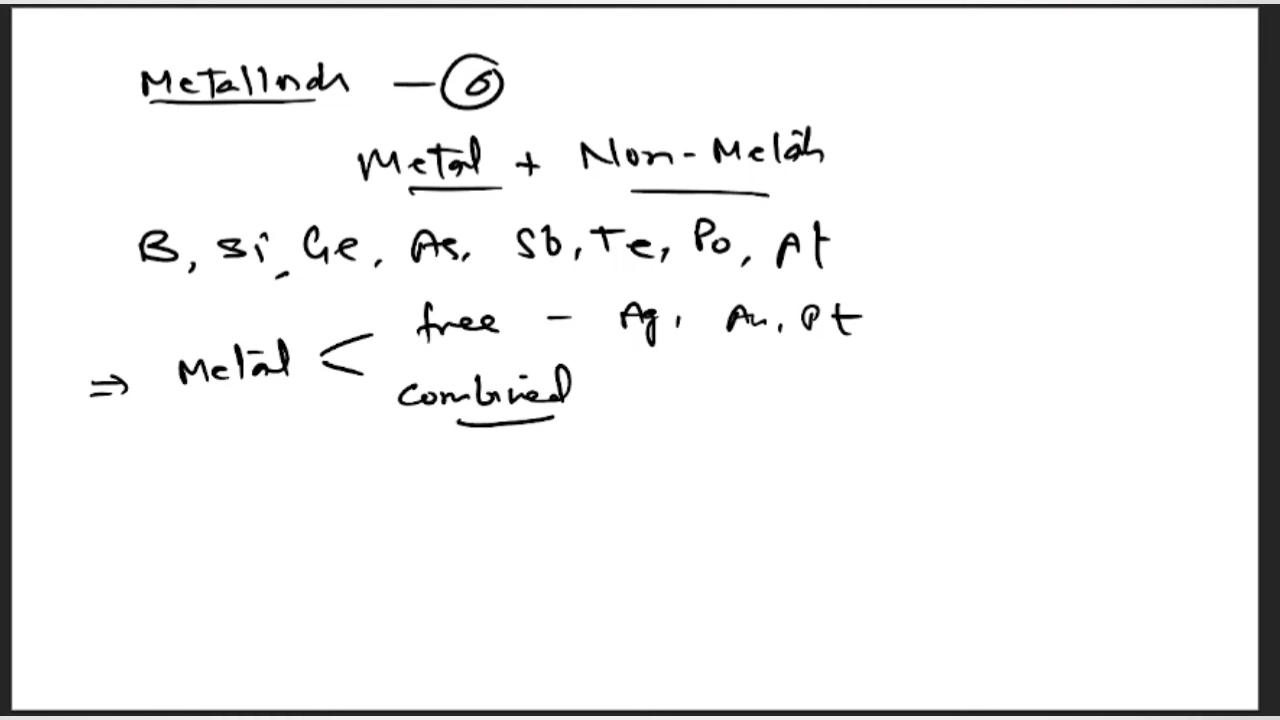 Metalloids - 6
Metal + Non-Metals
B, Si, Ge, As, Sb, Te, Po, At
free - Ag, Au, Pt
⇒ Metal <
combined